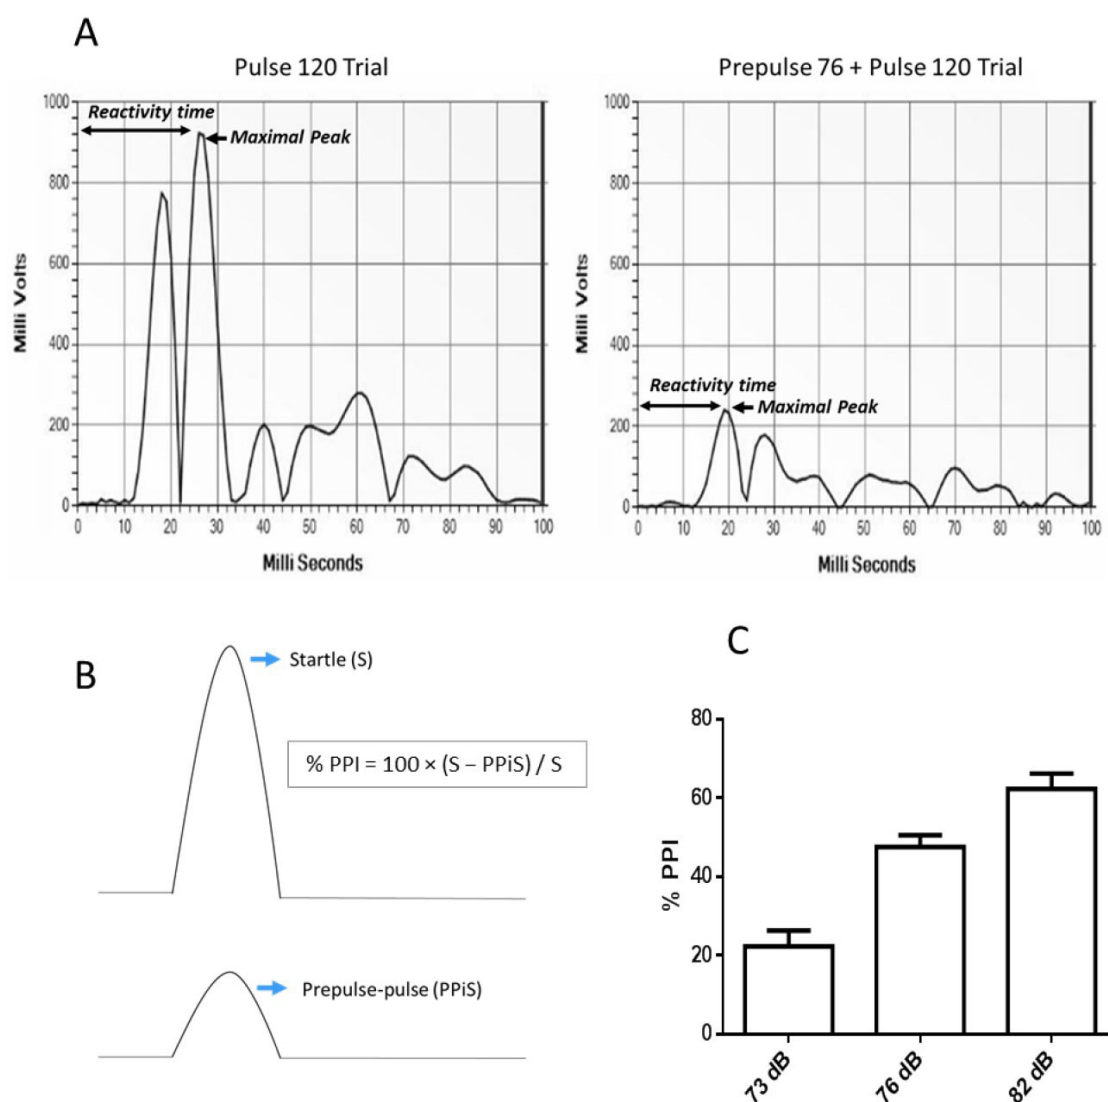 A
Pulse 120 Trial
Prepulse 76 + Pulse 120 Trial
1000
800
600
400
200
0
Milli Volts
Reactivity time
Maximal Peak
0 10 20 30 40 50 60 70 80 90 100
Milli Seconds
1000
800
600
400
200
0
Milli Volts
Reactivity time
Maximal Peak
0 10 20 30 40 50 60 70 80 90 100
Milli Seconds
B
Startle (S)
% PPI = 100 × (S – PPiS) / S
Prepulse-pulse (PPiS)
C
80
60
40
20
0
% PPI
73 dB
76 dB
82 dB